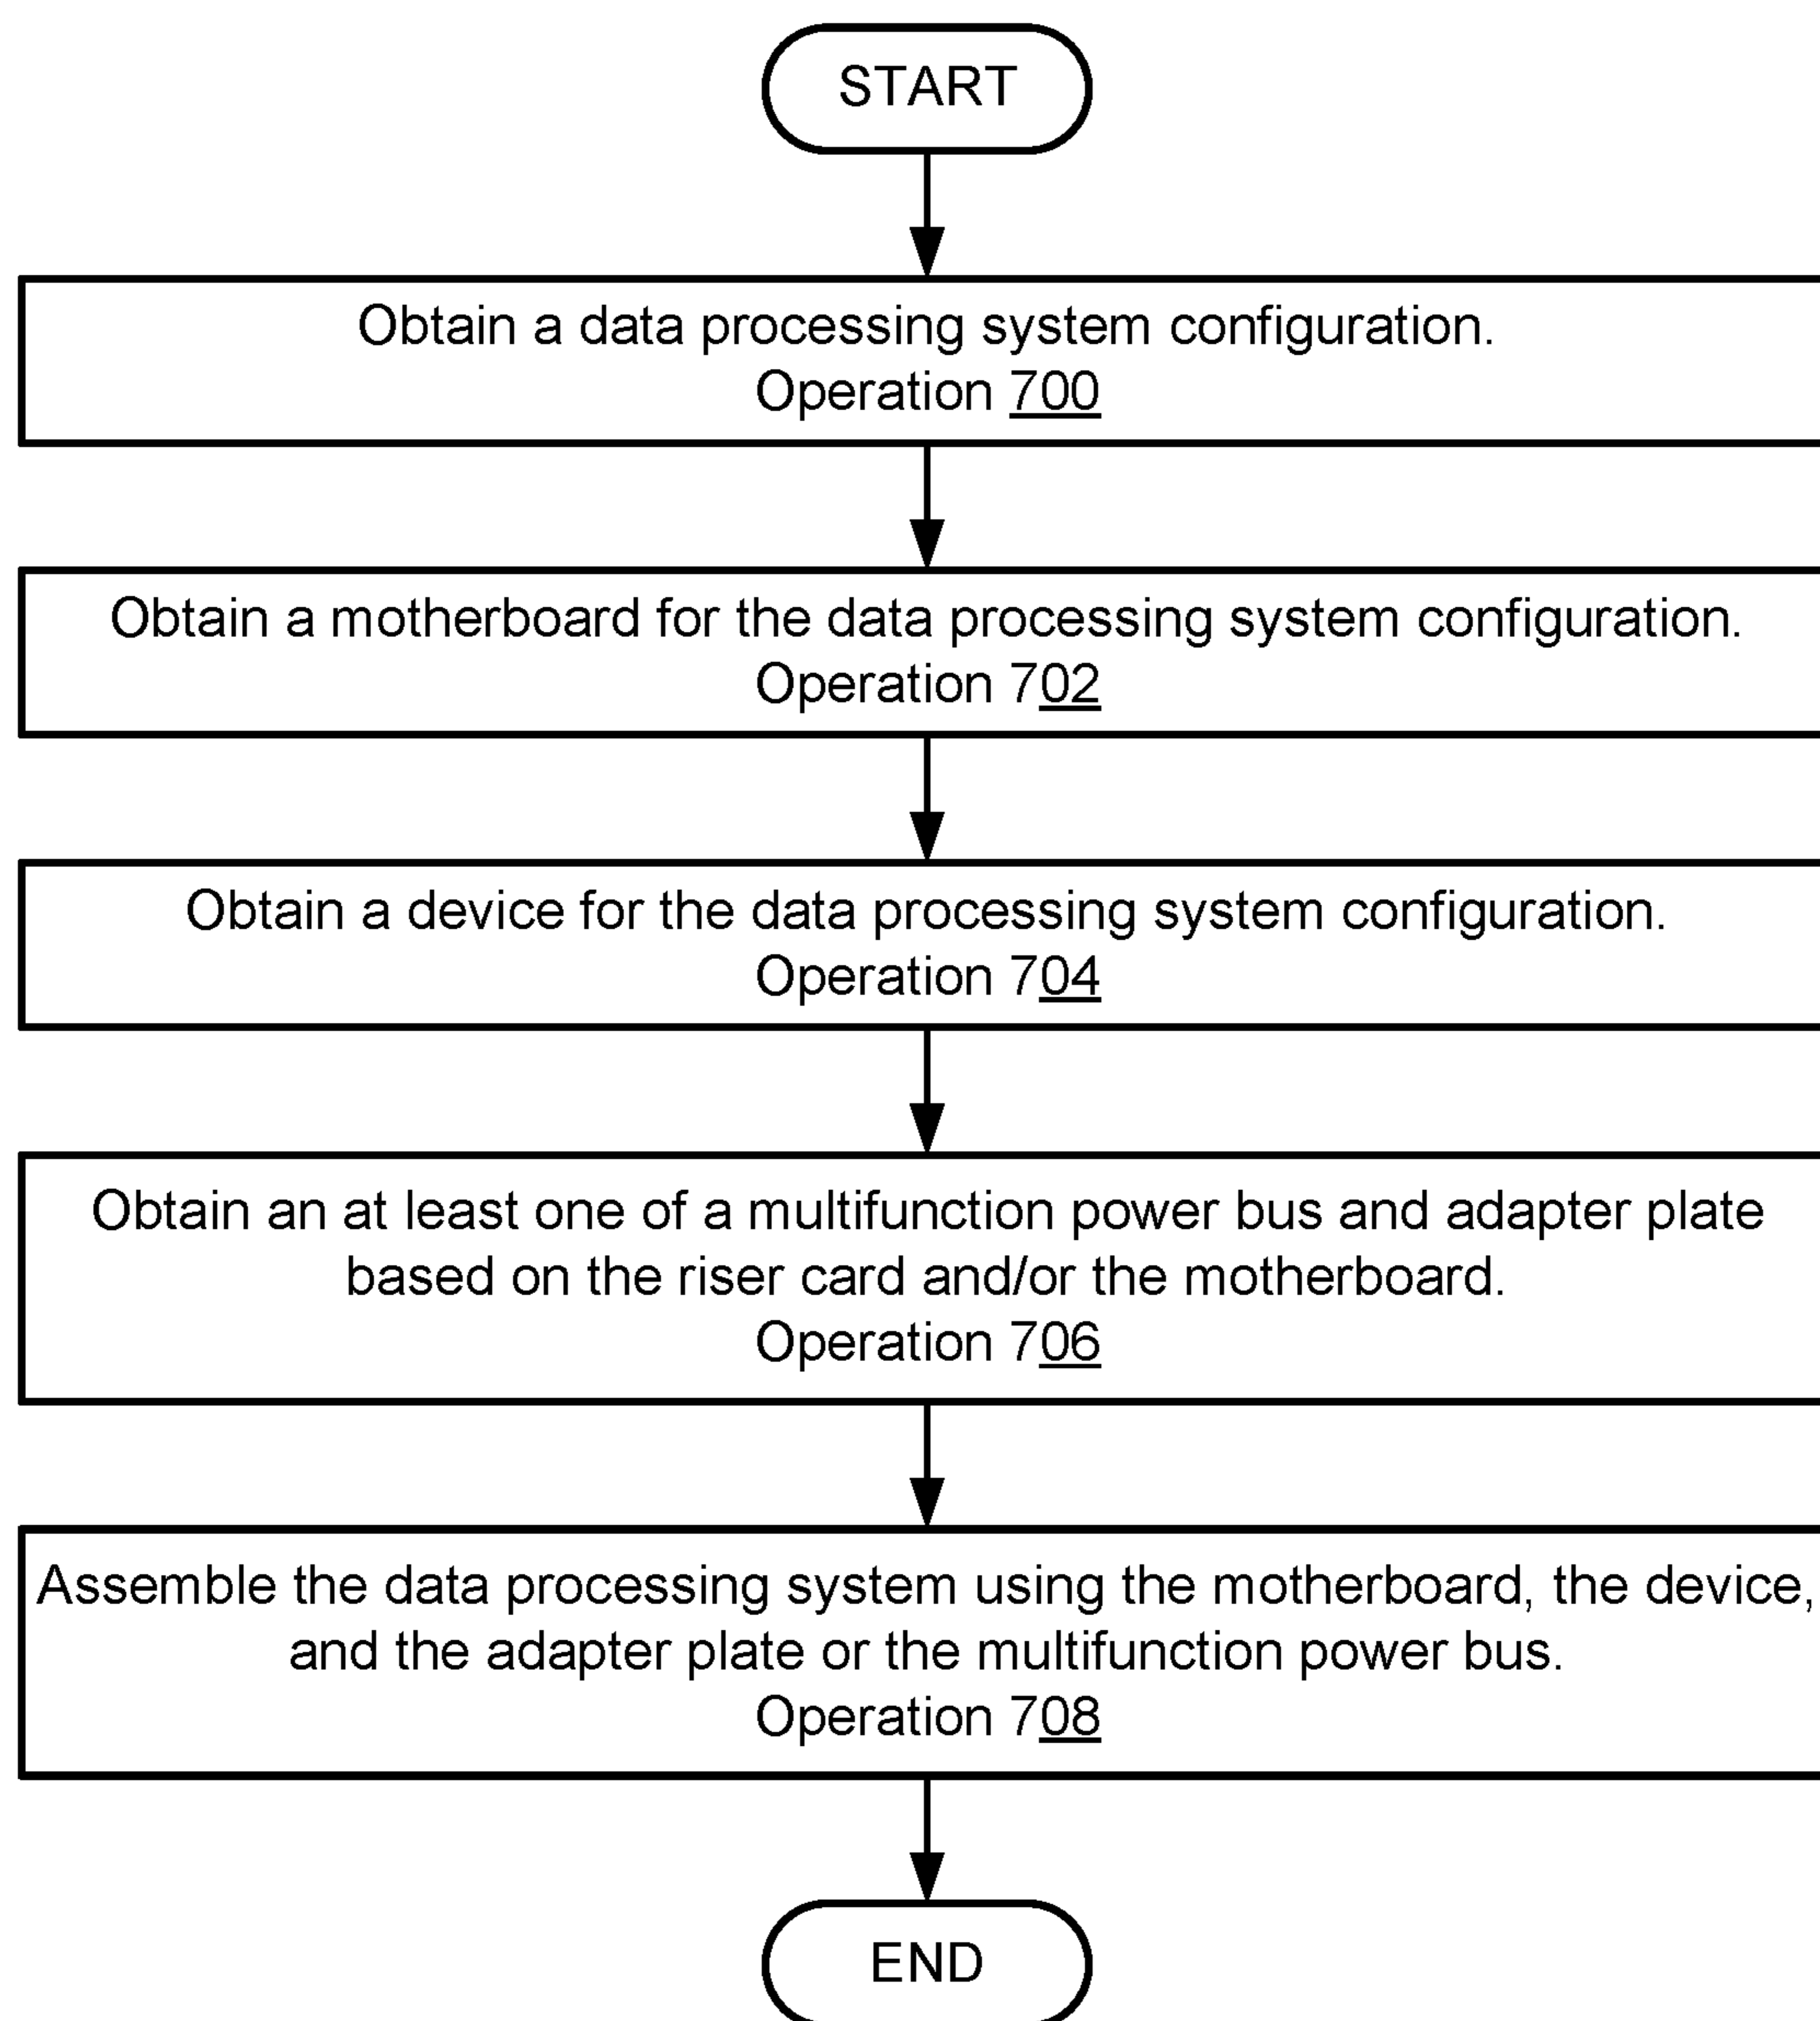 START
Obtain a data processing system configuration.
Operation 700
Obtain a motherboard for the data processing system configuration.
Operation 702
Obtain a device for the data processing system configuration.
Operation 704
Obtain an at least one of a multifunction power bus and adapter plate
based on the riser card and/or the motherboard.
Operation 706
Assemble the data processing system using the motherboard, the device,
and the adapter plate or the multifunction power bus.
Operation 708
END